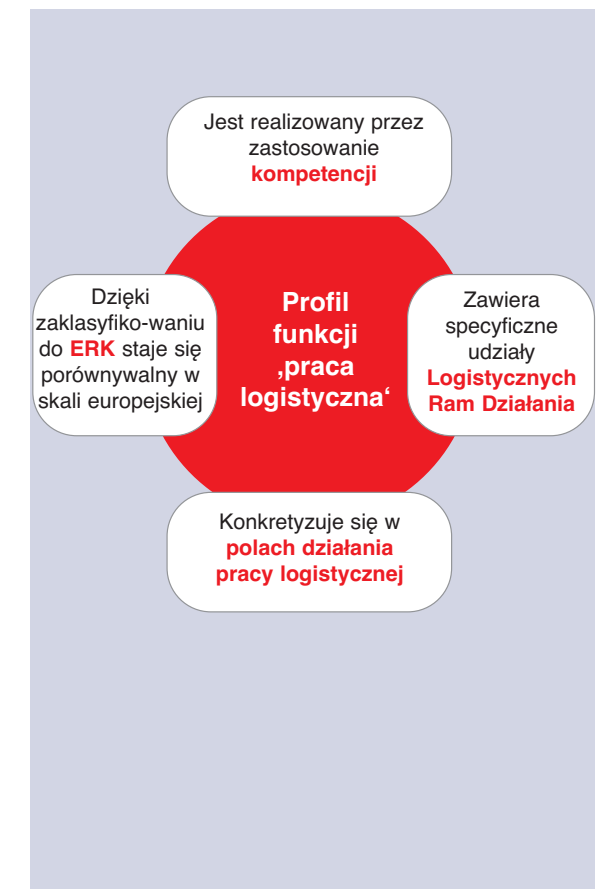 Jest realizowany przez
zastosowanie
kompetencji
Dzięki
zaklasyfiko-waniu
do ERK staje się
porównywalny w
skali europejskiej
Profil
funkcji
‚praca
logistyczna‘
Zawiera
specyficzne
udziały
Logistycznych
Ram Działania
Konkretyzuje się w
polach działania
pracy logistycznej